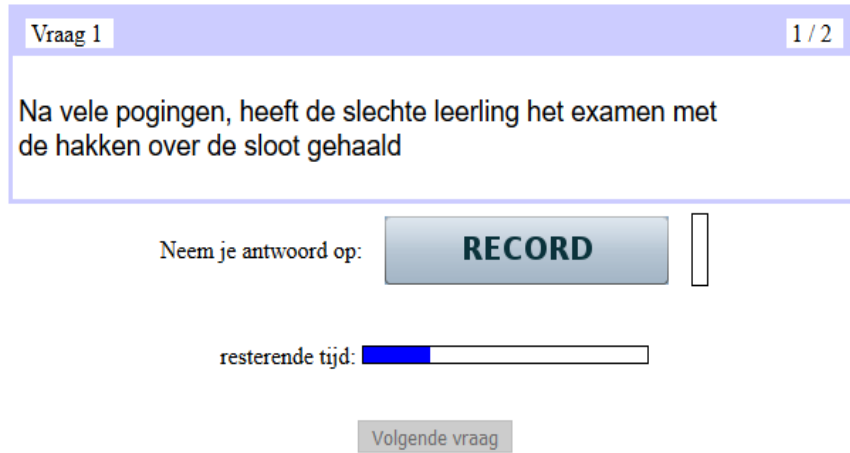 Vraag 1 1 / 2
Na vele pogingen, heeft de slechte leerling het examen met
de hakken over de sloot gehaald
Neem je antwoord op: RECORD
resterende tijd:
Volgende vraag